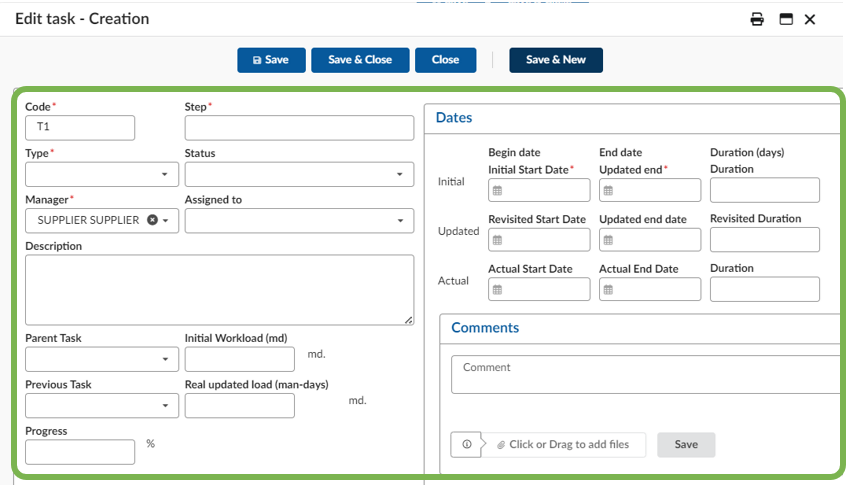 Edit task - Creation
Save
Save & Close
Close
Save & New
Code*
Step*
T1
Type*
Status
Manager*
Assigned to
SUPPLIER SUPPLIER
Description
Parent Task
Initial Workload (md)
md.
Previous Task
Real updated load (man-days)
md.
Progress
%
Dates
Begin date
End date
Duration (days)
Initial
Initial Start Date*
Updated end*
Duration
Updated
Revisited Start Date
Updated end date
Revisited Duration
Actual
Actual Start Date
Actual End Date
Duration
Comments
Comment
Click or Drag to add files
Save